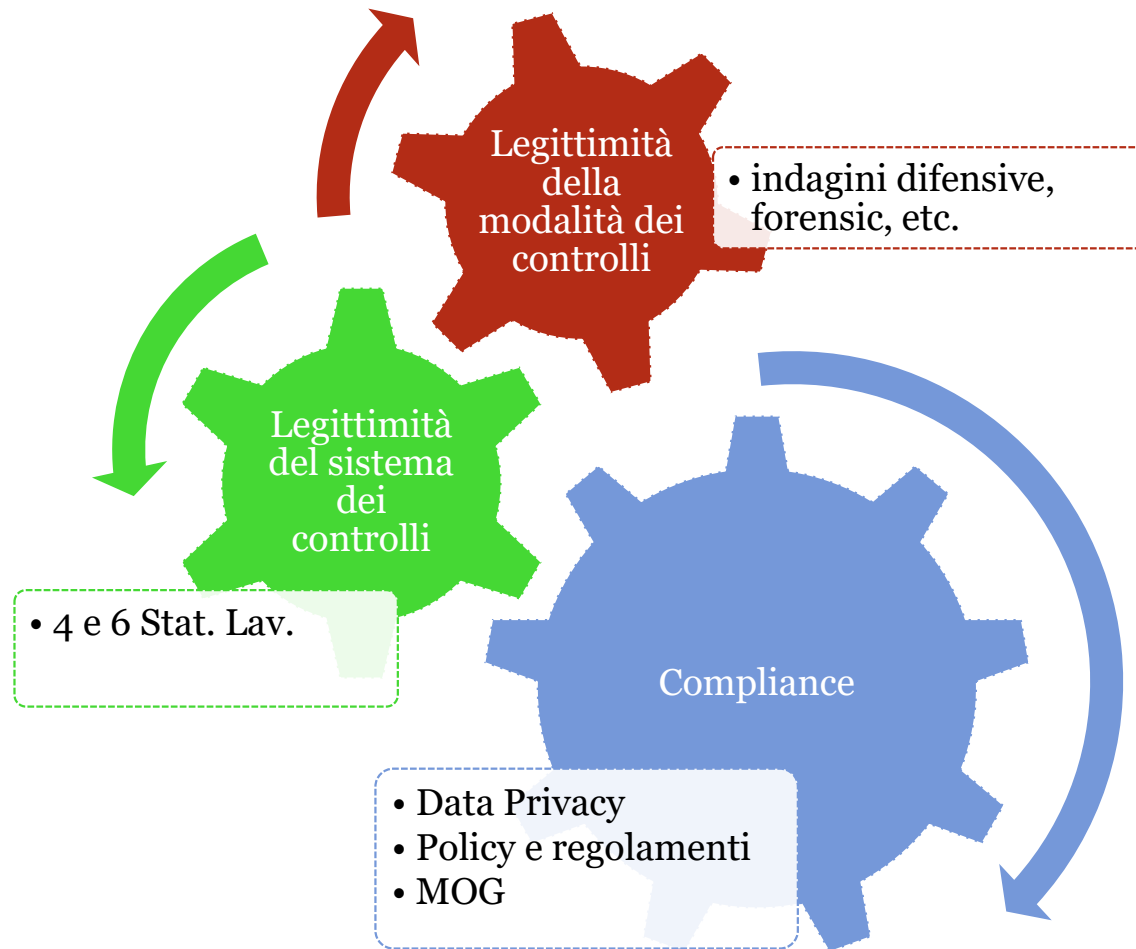 Legittimità
della
modalità dei
controlli
• indagini difensive,
forensic, etc.
Legittimità
del sistema
dei
controlli
• 4 e 6 Stat. Lav.
Compliance
• Data Privacy
• Policy e regolamenti
• MOG